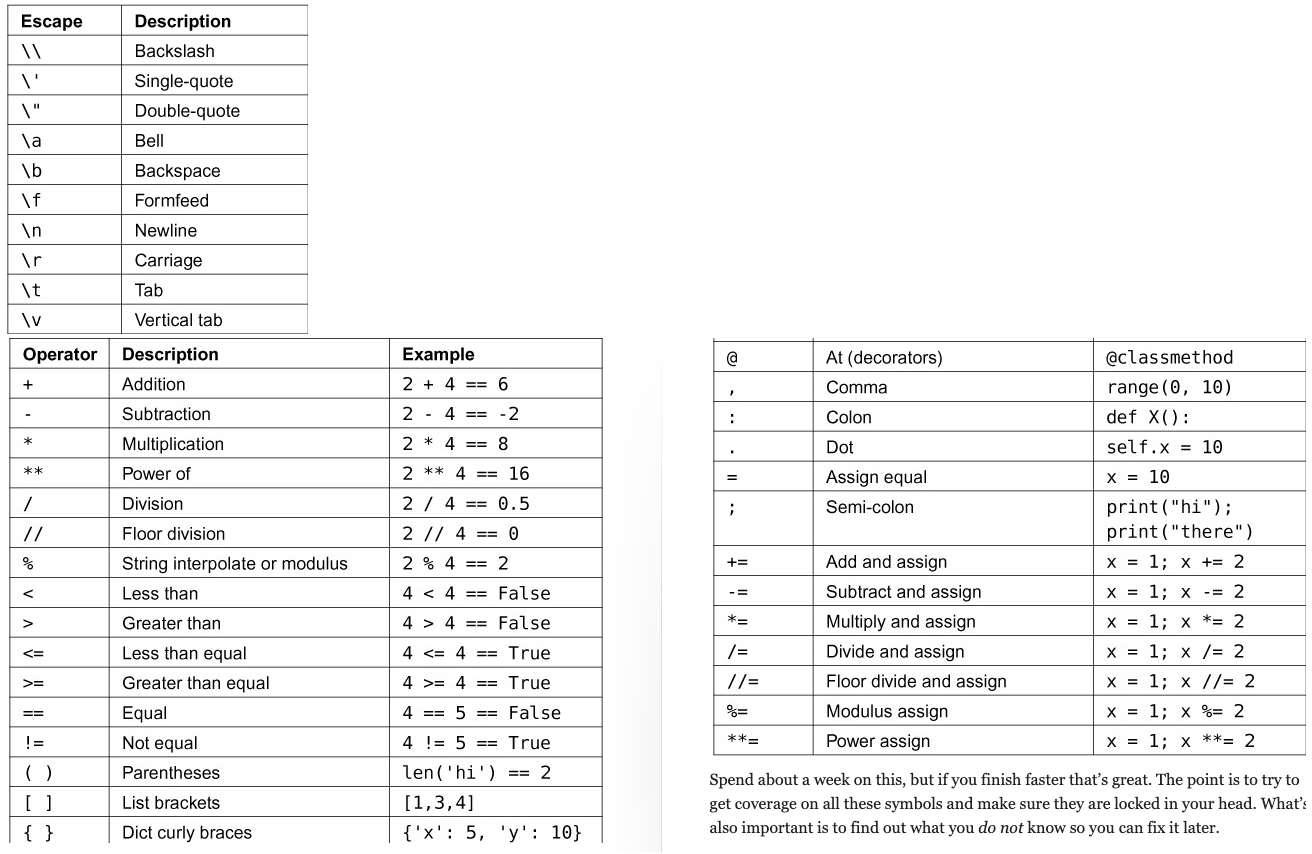 Escape Description
\\ Backslash
\' Single-quote
\" Double-quote
\a Bell
\b Backspace
\f Formfeed
\n Newline
\r Carriage
\t Tab
\v Vertical tab
Operator Description Example
+ Addition 2 + 4 == 6
- Subtraction 2 - 4 == -2
* Multiplication 2 * 4 == 8
** Power of 2 ** 4 == 16
/ Division 2 / 4 == 0.5
// Floor division 2 // 4 == 0
% String interpolate or modulus 2 % 4 == 2
< Less than 4 < 4 == False
> Greater than 4 > 4 == False
<= Less than equal 4 <= 4 == True
>= Greater than equal 4 >= 4 == True
== Equal 4 == 5 == False
!= Not equal 4 != 5 == True
( ) Parentheses len('hi') == 2
[ ] List brackets [1,3,4]
{ } Dict curly braces {'x': 5, 'y': 10}
@ At (decorators) @classmethod
, Comma range(0, 10)
: Colon def X():
. Dot self.x = 10
= Assign equal x = 10
; Semi-colon print("hi");
print("there")
+= Add and assign x = 1; x += 2
-= Subtract and assign x = 1; x -= 2
*= Multiply and assign x = 1; x *= 2
/= Divide and assign x = 1; x /= 2
//= Floor divide and assign x = 1; x //= 2
%= Modulus assign x = 1; x %= 2
**= Power assign x = 1; x **= 2
Spend about a week on this, but if you finish faster that’s great. The point is to try to
get coverage on all these symbols and make sure they are locked in your head. What’s
also important is to find out what you do not know so you can fix it later.